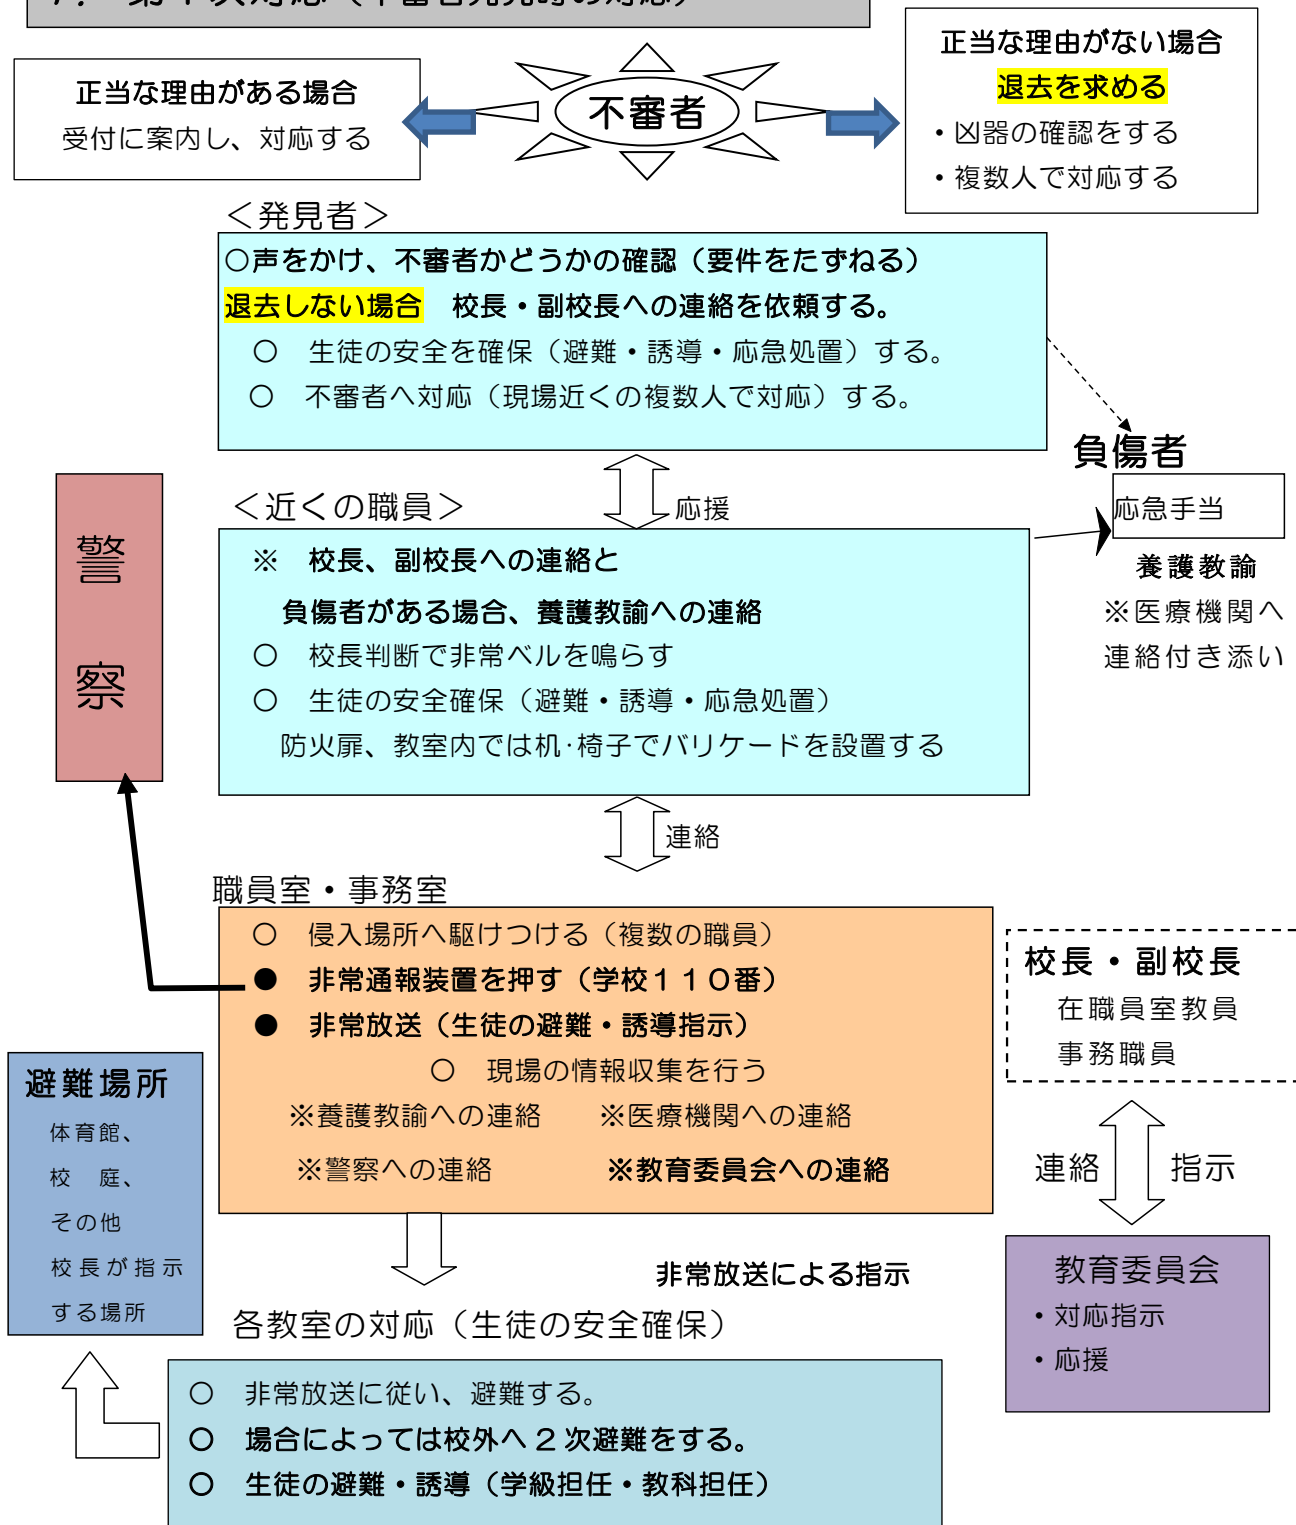 正当な理由がある場合
受付に案内し、対応する
不審者
正当な理由がない場合
退去を求める
・凶器の確認をする
・複数人で対応する
＜発見者＞
○声をかけ、不審者かどうかの確認（要件をたずねる）
退去しない場合　校長・副校長への連絡を依頼する。
○　生徒の安全を確保（避難・誘導・応急処置）する。
○　不審者へ対応（現場近くの複数人で対応）する。
負傷者
応急手当
養護教諭
※医療機関へ
連絡付き添い
応援
＜近くの職員＞
※　校長、副校長への連絡と
負傷者がある場合、養護教諭への連絡
○　校長判断で非常ベルを鳴らす
○　生徒の安全確保（避難・誘導・応急処置）
防火扉、教室内では机･椅子でバリケードを設置する
警
察
連絡
職員室・事務室
○　侵入場所へ駆けつける（複数の職員）
●　非常通報装置を押す（学校１１０番）
●　非常放送（生徒の避難・誘導指示）
○　現場の情報収集を行う
※養護教諭への連絡　　※医療機関への連絡
※警察への連絡　　　　※教育委員会への連絡
校長・副校長
在職員室教員
事務職員
連絡　指示
教育委員会
・対応指示
・応援
避難場所
体育館、
校　庭、
その他
校長が指示
する場所
非常放送による指示
各教室の対応（生徒の安全確保）
○　非常放送に従い、避難する。
○　場合によっては校外へ２次避難をする。
○　生徒の避難・誘導（学級担任・教科担任）